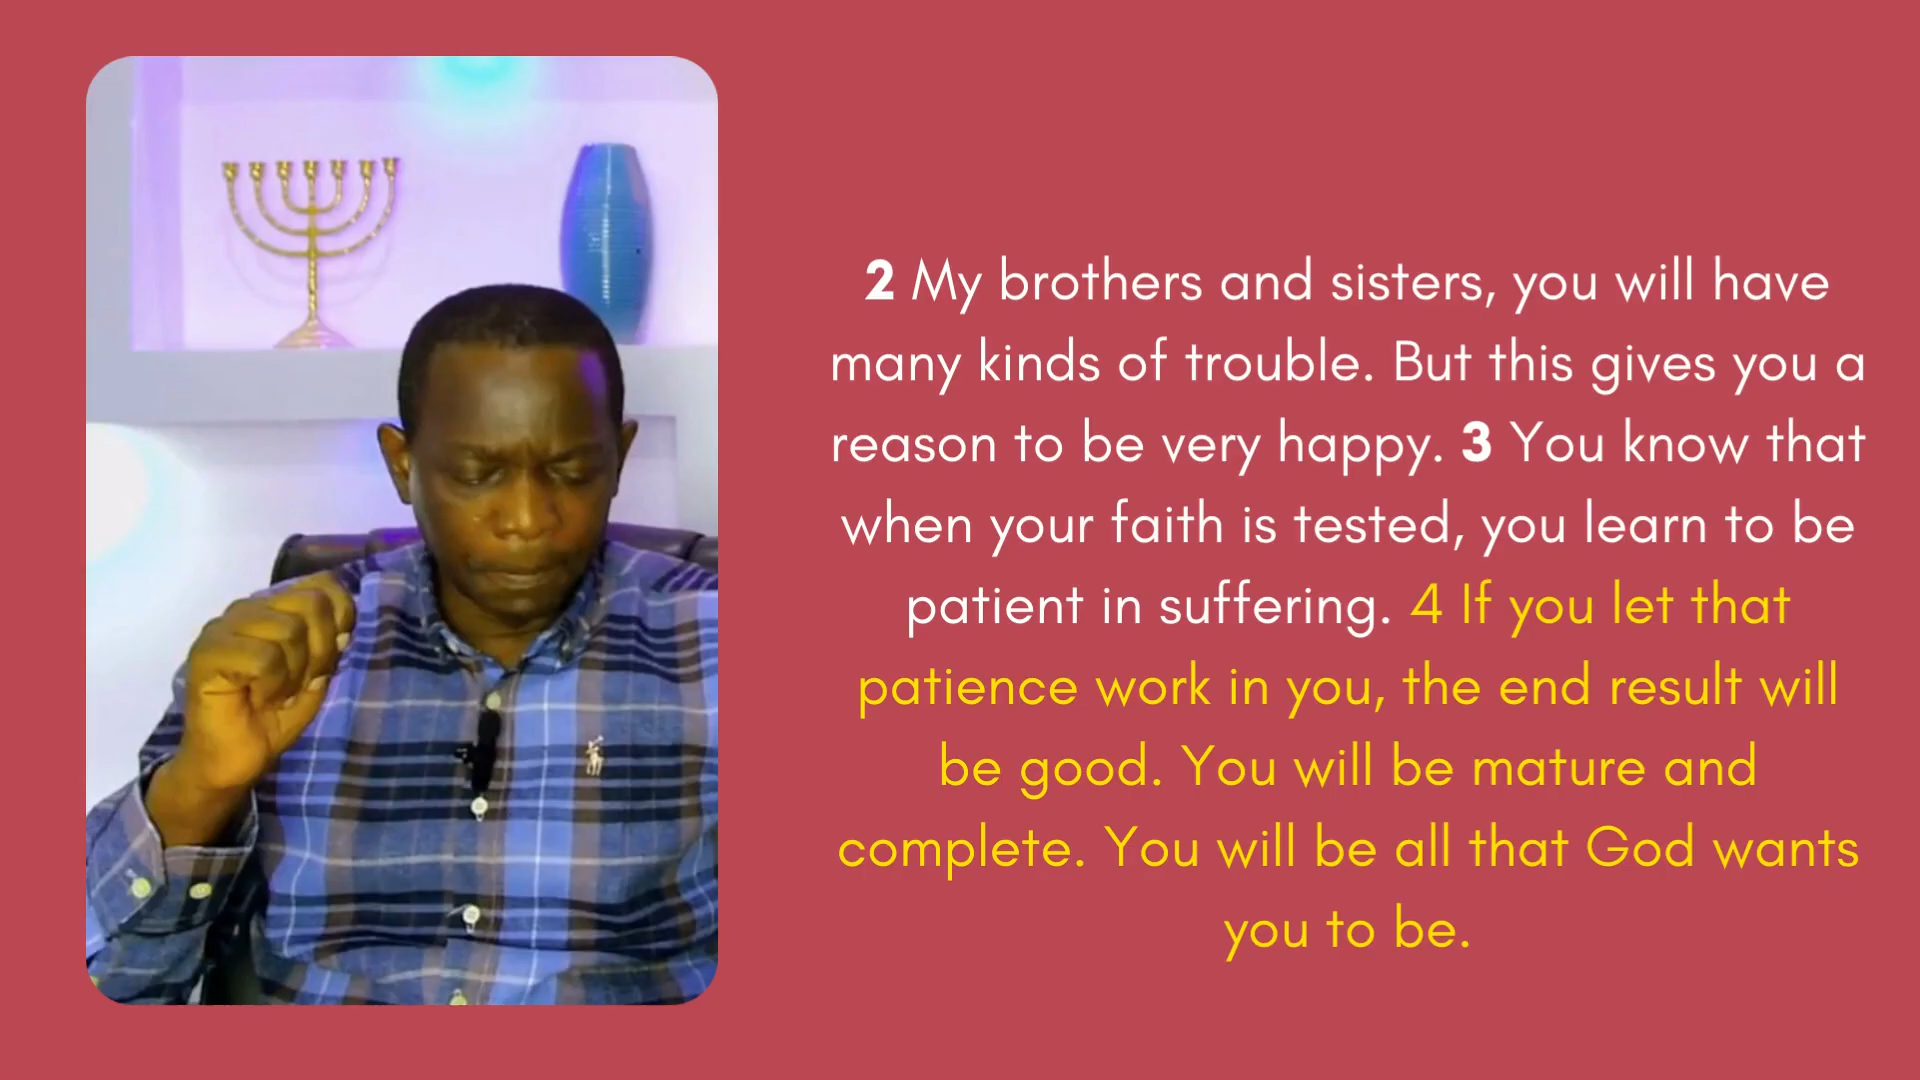 2 My brothers and sisters, you will have
many kinds of trouble. But this gives you a
reason to be very happy. 3 You know that
when your faith is tested, you learn to be
patient in suffering. 4 If you let that
patience work in you, the end result will
be good. You will be mature and
complete. You will be all that God wants
you to be.